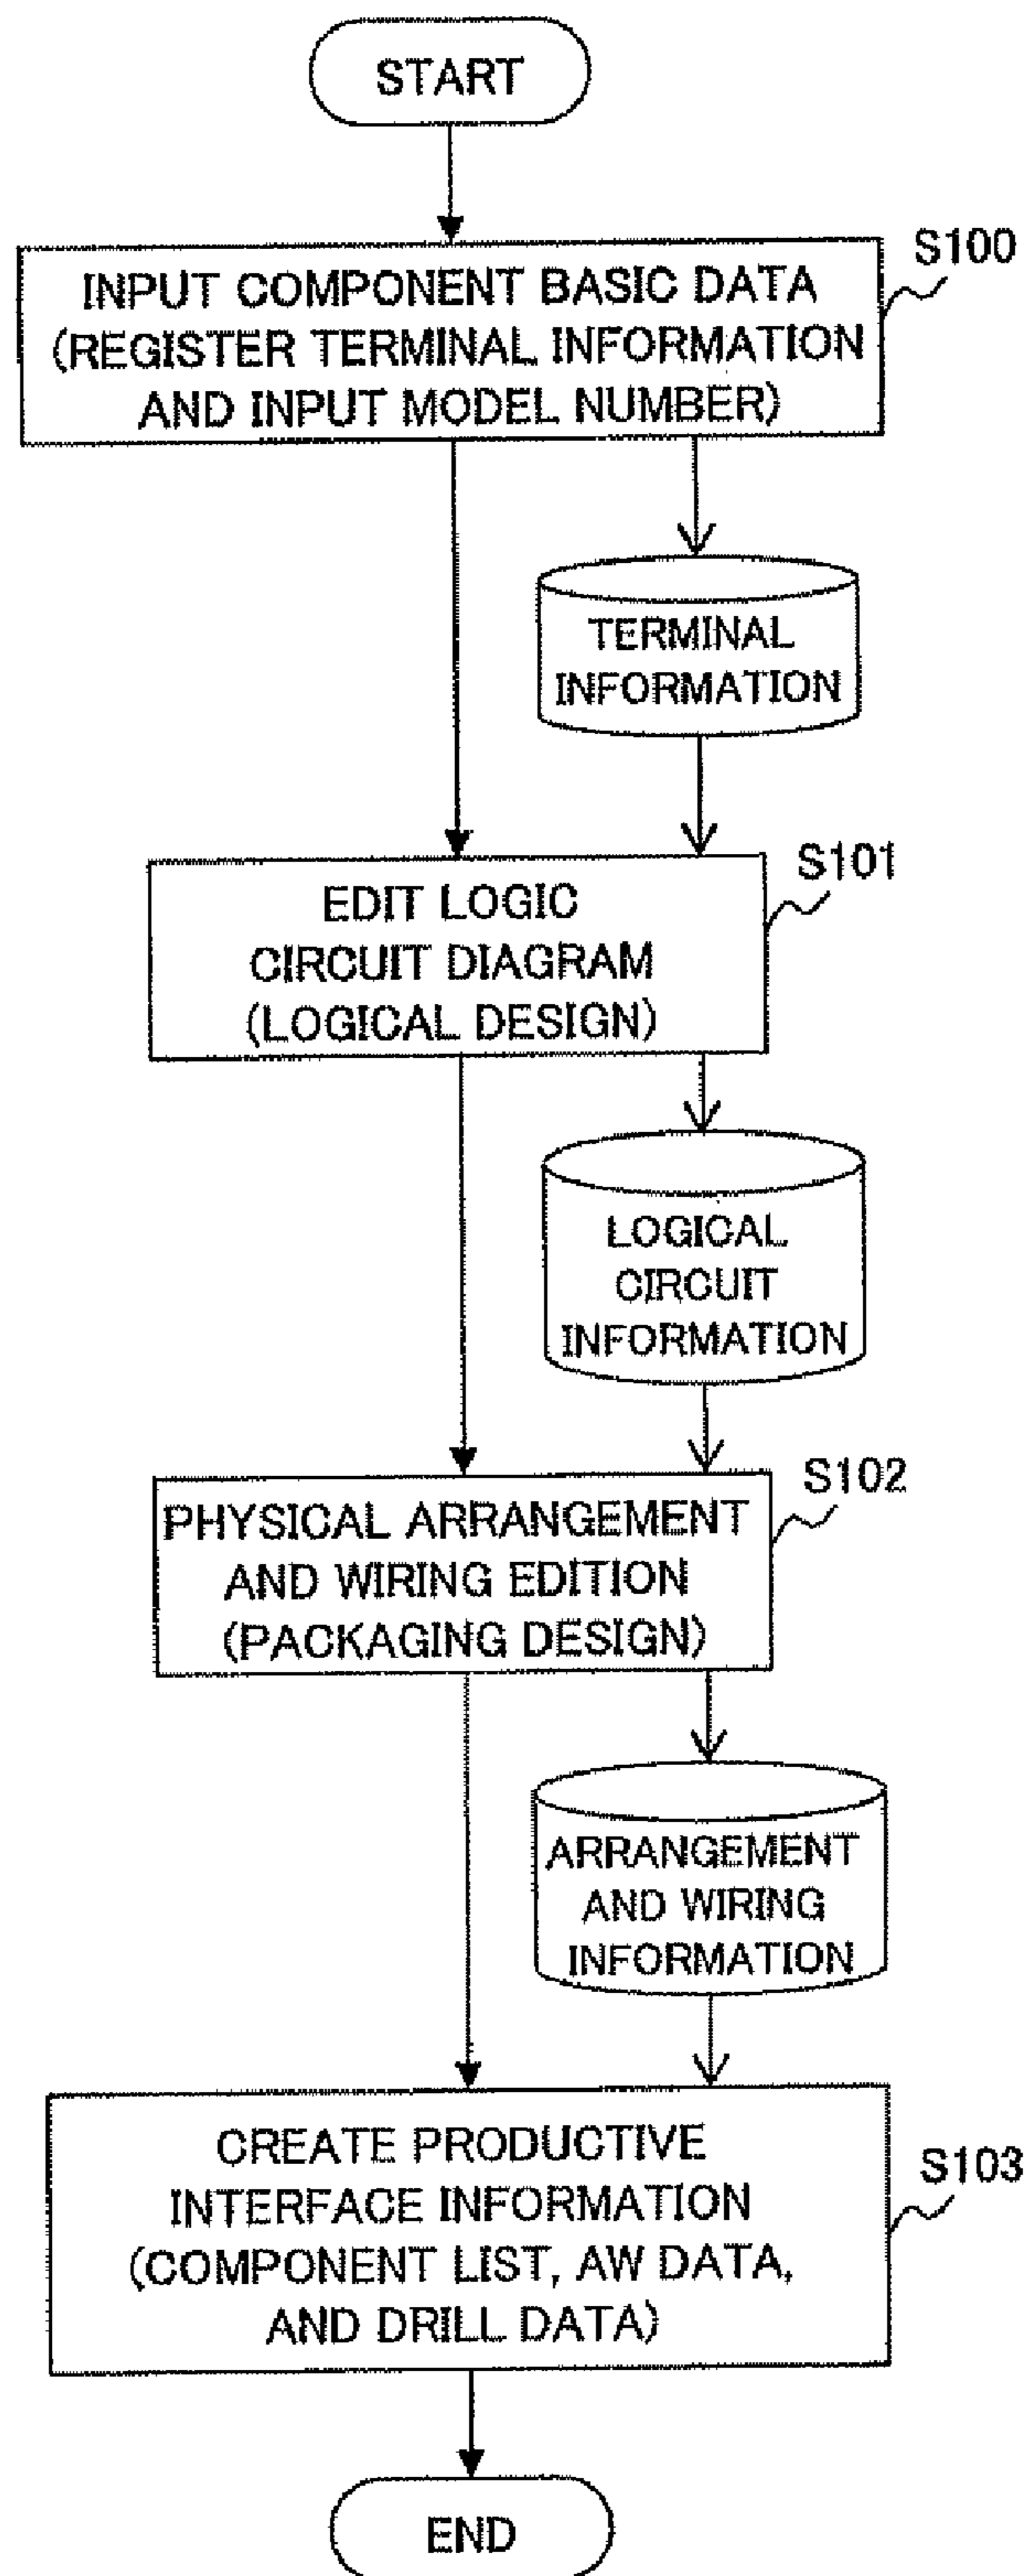 START
S100
INPUT COMPONENT BASIC DATA
(REGISTER TERMINAL INFORMATION
AND INPUT MODEL NUMBER)
TERMINAL
INFORMATION
S101
EDIT LOGIC
CIRCUIT DIAGRAM
(LOGICAL DESIGN)
LOGICAL
CIRCUIT
INFORMATION
S102
PHYSICAL ARRANGEMENT
AND WIRING EDITION
(PACKAGING DESIGN)
ARRANGEMENT
AND WIRING
INFORMATION
CREATE PRODUCTIVE
S103
INTERFACE INFORMATION
(COMPONENT LIST, AW DATA,
AND DRILL DATA)
END